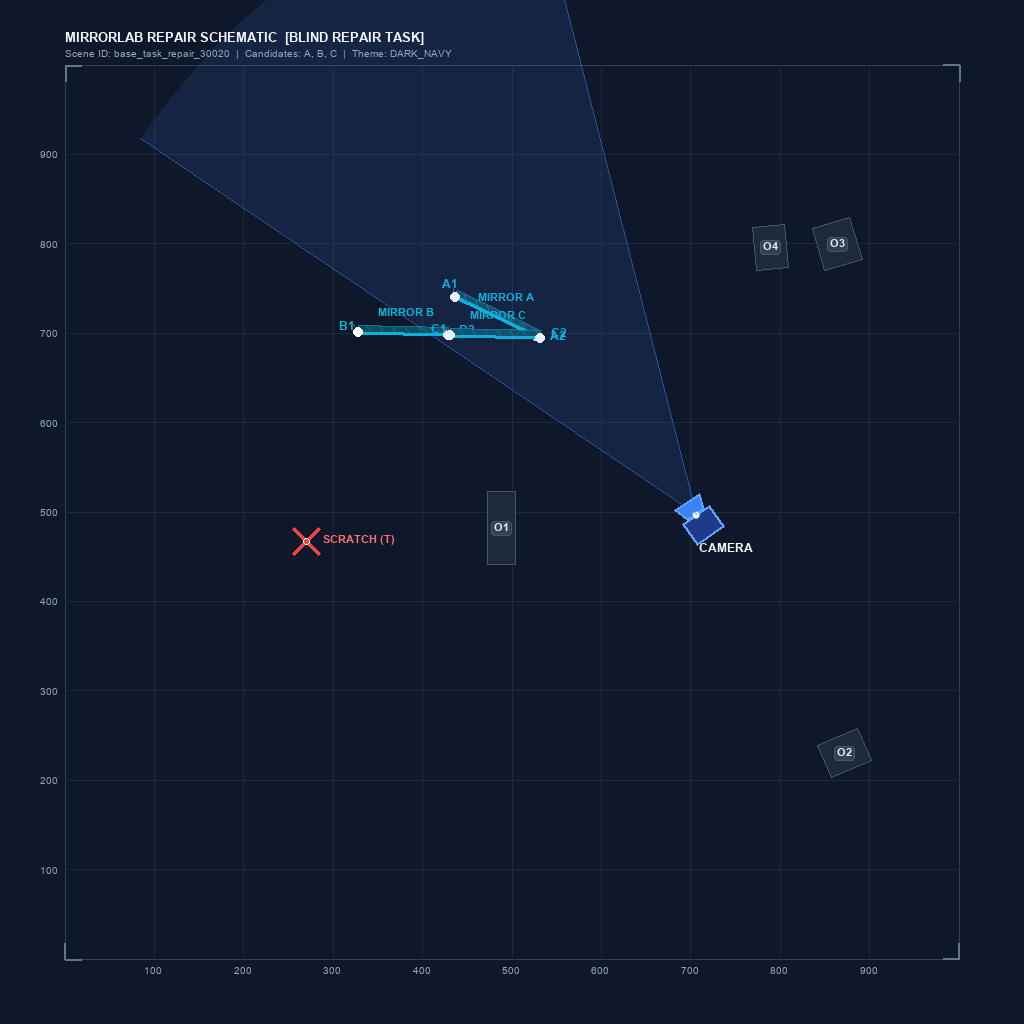 MIRRORLAB REPAIR SCHEMATIC [BLIND REPAIR TASK]
Scene ID: base_task_repair_30020 | Candidates: A, B, C | Theme: DARK_NAVY
900
800
700
600
500
400
300
200
100
O4
O3
A1
MIRROR A
MIRROR B
MIRROR C
B1
C1
B2
C2
A2
O1
SCRATCH (T)
CAMERA
O2
100
200
300
400
500
600
700
800
900